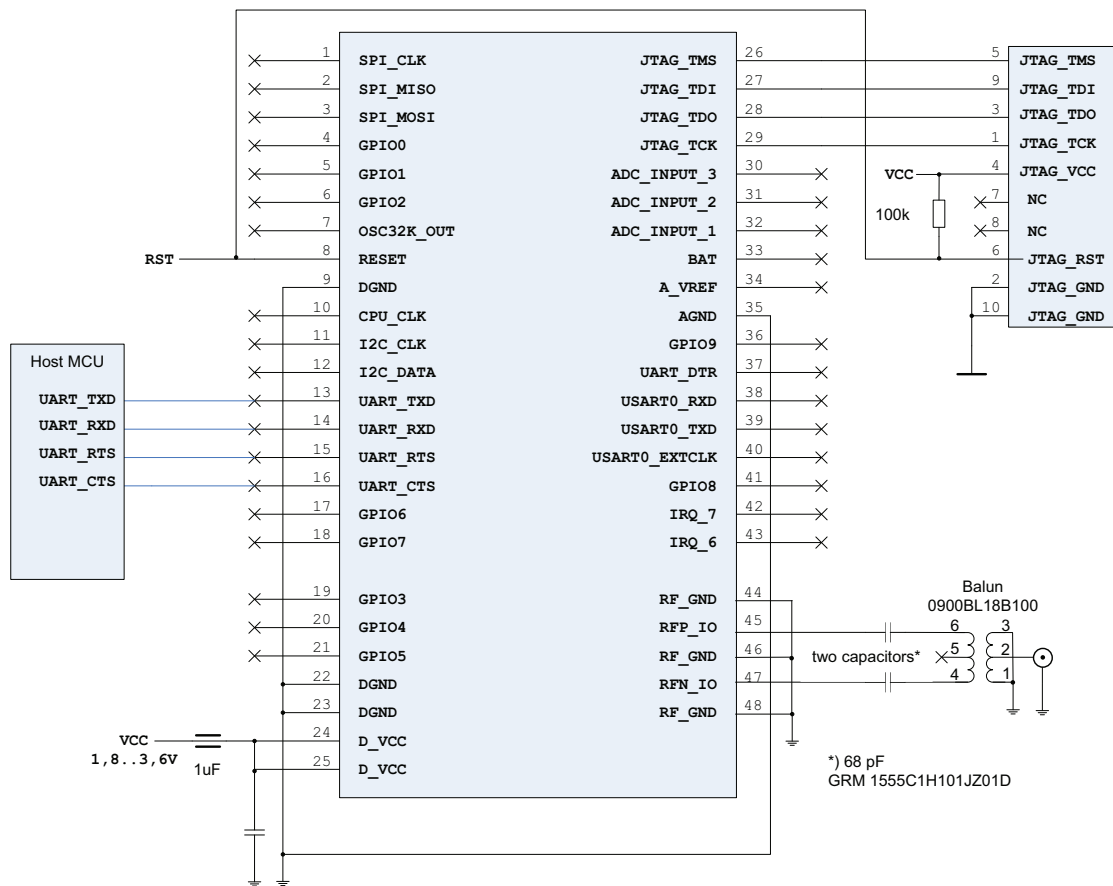 1 SPI_CLK JTAG_TMS 26 5 JTAG_TMS
2 SPI_MISO JTAG_TDI 27 9 JTAG_TDI
3 SPI_MOSI JTAG_TDO 28 3 JTAG_TDO
4 GPIO0 JTAG_TCK 29 1 JTAG_TCK
5 GPIO1 ADC_INPUT_3 30 VCC 4 JTAG_VCC
6 GPIO2 ADC_INPUT_2 31 100k 7 NC
7 OSC32K_OUT ADC_INPUT_1 32 8 NC
RST 8 RESET BAT 33 6 JTAG_RST
9 DGND A_VREF 34 2 JTAG_GND
10 CPU_CLK AGND 35 10 JTAG_GND
11 I2C_CLK GPIO9 36
Host MCU
12 I2C_DATA UART_DTR 37
UART_TXD 13 UART_TXD USART0_RXD 38
UART_RXD 14 UART_RXD USART0_TXD 39
UART_RTS 15 UART_RTS USART0_EXTCLK 40
UART_CTS 16 UART_CTS GPIO8 41
17 GPIO6 IRQ_7 42
18 GPIO7 IRQ_6 43
Balun
0900BL18B100
19 GPIO3 RF_GND 44
20 GPIO4 RFP_IO 45 6 3
21 GPIO5 RF_GND 46 two capacitors* 5 2
22 DGND RFN_IO 47 4 1
23 DGND RF_GND 48
VCC 24 D_VCC
1,8..3,6V 1uF 25 D_VCC
*) 68 pF
GRM 1555C1H101JZ01D